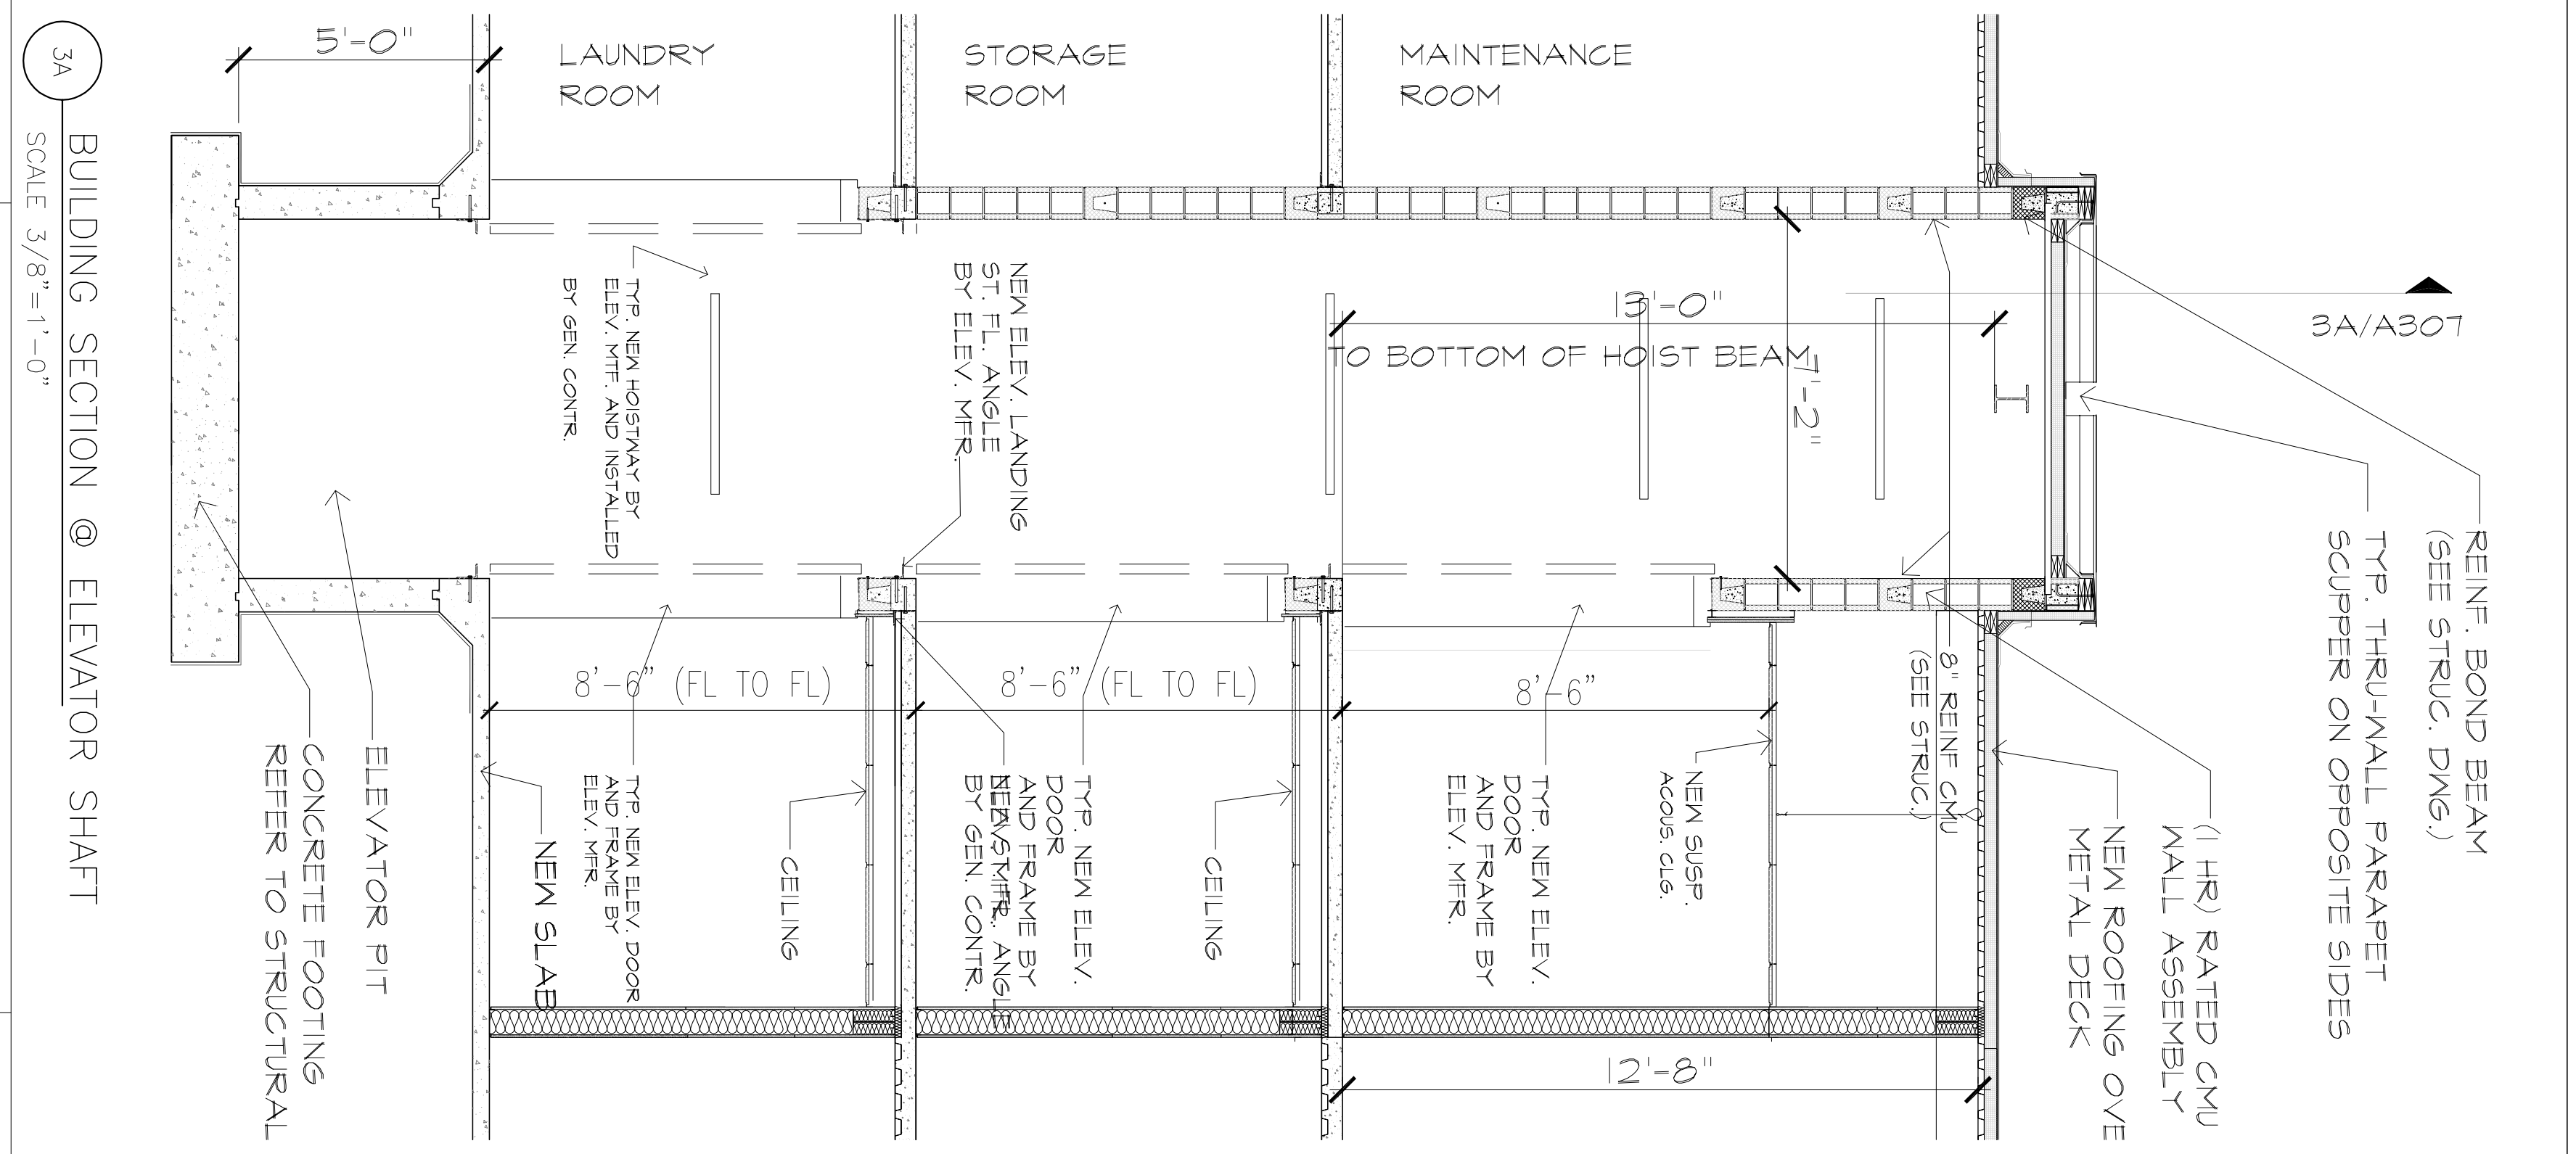 3A
BUILDING SECTION @ ELEVATOR SHAFT
SCALE 3/8"=1'-0"
5'-0"
LAUNDRY
ROOM
STORAGE
ROOM
MAINTENANCE
ROOM
TYP. NEW HOISTWAY BY
ELEV. MTF. AND INSTALLED
BY GEN. CONTR.
NEW ELEV. LANDING
ST. FL. ANGLE
BY ELEV. MFR.
13'-0"
TO BOTTOM OF HOIST BEAM
7'-2"
3A/A307
REINF. BOND BEAM
(SEE STRUC. DWG.)
TYP. THRU-WALL PARAPET
SCUPPER ON OPPOSITE SIDES
8" REINF CMU
(SEE STRUC.)
(1 HR) RATED CMU
WALL ASSEMBLY
NEW ROOFING OVE
METAL DECK
8'-6" (FL TO FL)
8'-6" (FL TO FL)
8'-6"
NEW SUSP.
ACOUS. CLG.
TYP. NEW ELEV.
DOOR
AND FRAME BY
ELEV. MFR.
CEILING
TYP. NEW ELEV.
DOOR
AND FRAME BY
ELEV. MFR.
ANGLE
BY GEN. CONTR.
CEILING
TYP. NEW ELEV. DOOR
AND FRAME BY
ELEV. MFR.
NEW SLAB
ELEVATOR PIT
CONCRETE FOOTING
REFER TO STRUCTURAL
12'-8"